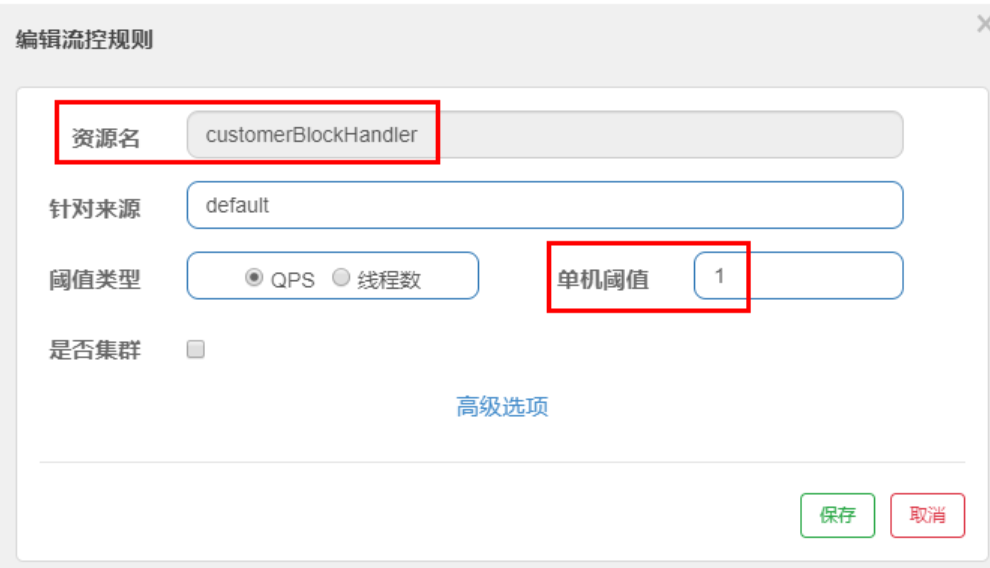 编辑流控规则
资源名 customerBlockHandler
针对来源 default
阈值类型 QPS 线程数 单机阈值 1
是否集群
高级选项
保存 取消